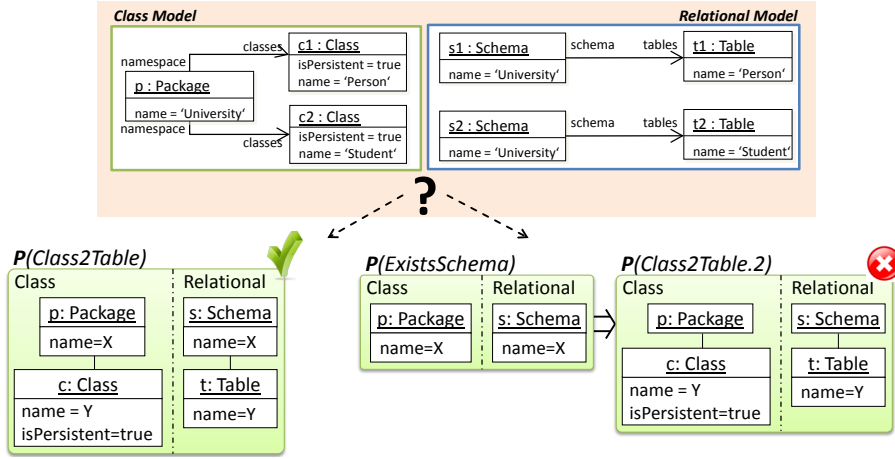 Class Model
Relational Model
c1 : Class
isPersistent = true
name = ‘Person‘
classes
namespace
p : Package
name = ‘University‘
namespace
classes
c2 : Class
isPersistent = true
name = ‘Student‘
s1 : Schema
name = ‘University‘
schema
tables
t1 : Table
name = ‘Person‘
s2 : Schema
name = ‘University‘
schema
tables
t2 : Table
name = ‘Student‘
?
P(Class2Table)
Class
Relational
p: Package
name=X
s: Schema
name=X
c: Class
name = Y
isPersistent=true
t: Table
name=Y
P(ExistsSchema)
Class
Relational
p: Package
name=X
s: Schema
name=X
P(Class2Table.2)
Class
Relational
p: Package
s: Schema
c: Class
name = Y
isPersistent=true
t: Table
name=Y